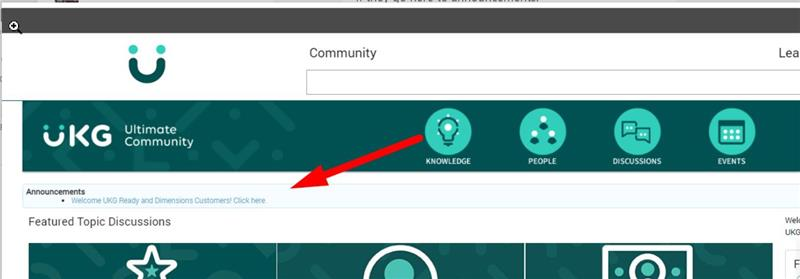 Community
Lea
UKG Ultimate
Community
KNOWLEDGE
PEOPLE
DISCUSSIONS
EVENTS
Announcements
Welcome UKG Ready and Dimensions Customers! Click here.
Featured Topic Discussions
Welc
UKG
F